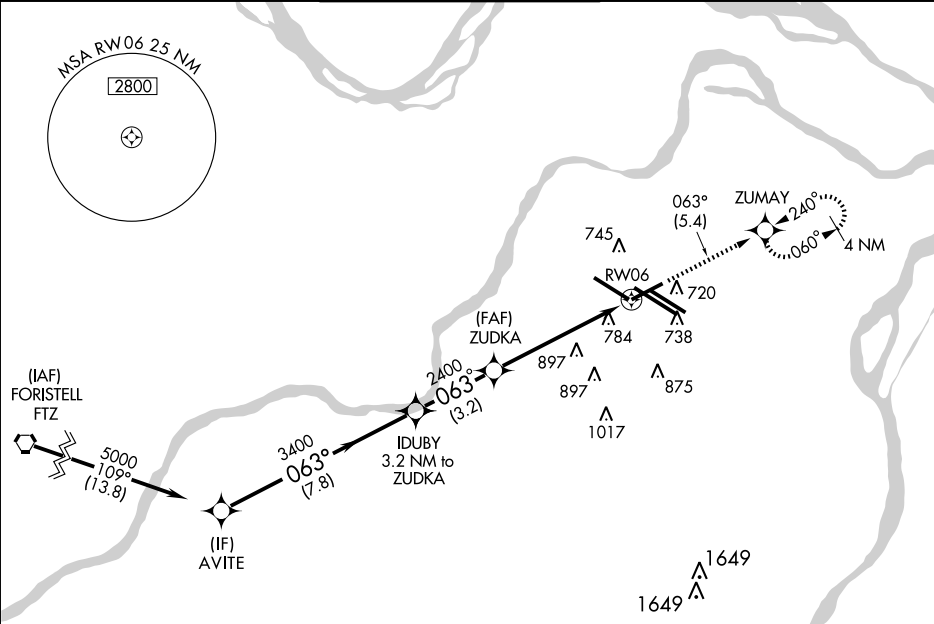 MSA RW06 25 NM
2800
ZUMAY
063°
(5.4)
240°
060°
4 NM
745
RW06
720
784
738
(FAF)
ZUDKA
897
897
875
1017
2400
063°
(3.2)
IDUBY
3.2 NM to
ZUDKA
3400
063°
(7.8)
(IAF)
FORISTELL
FTZ
5000
109°
(13.8)
(IF)
AVITE
1649
1649